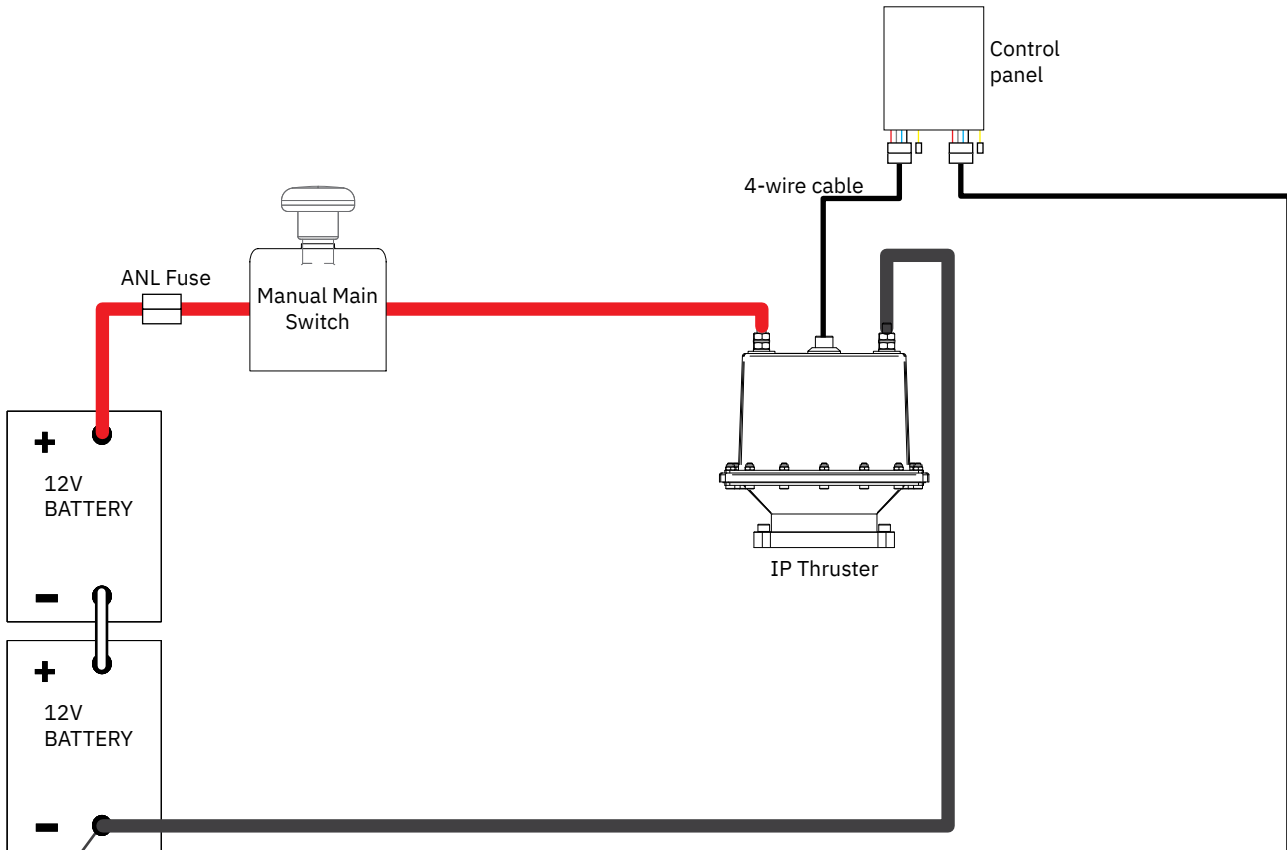 Control
panel
4-wire cable
ANL Fuse
Manual Main
Switch
+
12V
BATTERY
-
IP Thruster
+
12V
BATTERY
-